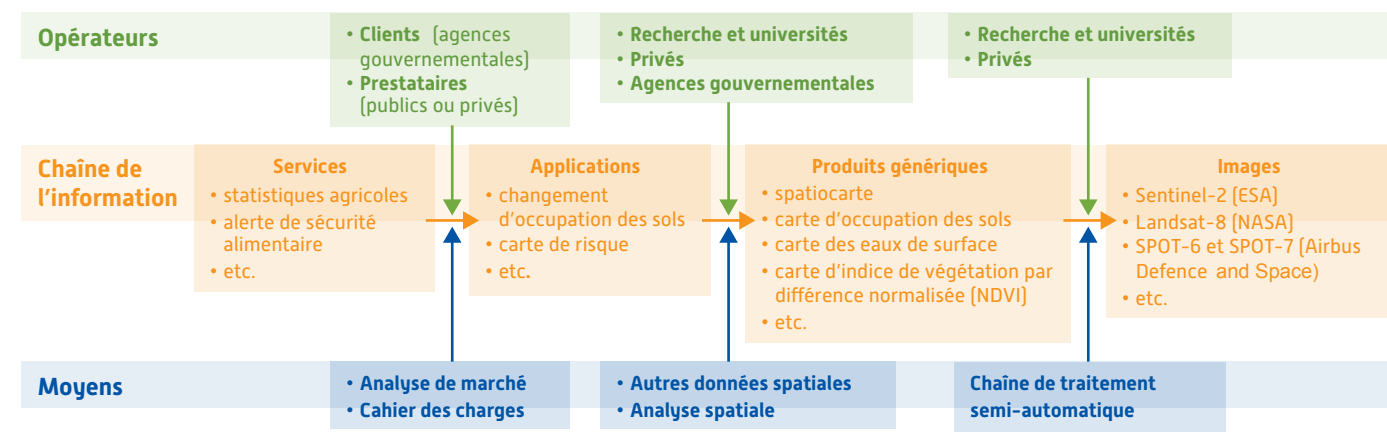 Opérateurs
• Clients (agences
gouvernementales)
• Prestataires
(publics ou privés)
• Recherche et universités
• Privés
• Agences gouvernementales
• Recherche et universités
• Privés
Chaîne de
l'information
Services
• statistiques agricoles
• alerte de sécurité
alimentaire
• etc.
Applications
• changement
d'occupation des sols
• carte de risque
• etc.
Produits génériques
• spatiocarte
• carte d'occupation des sols
• carte des eaux de surface
• carte d'indice de végétation par
différence normalisée (NDVI)
• etc.
Images
• Sentinel-2 (ESA)
• Landsat-8 (NASA)
• SPOT-6 et SPOT-7 (Airbus
Defence and Space)
• etc.
Moyens
• Analyse de marché
• Cahier des charges
• Autres données spatiales
• Analyse spatiale
Chaîne de traitement
semi-automatique